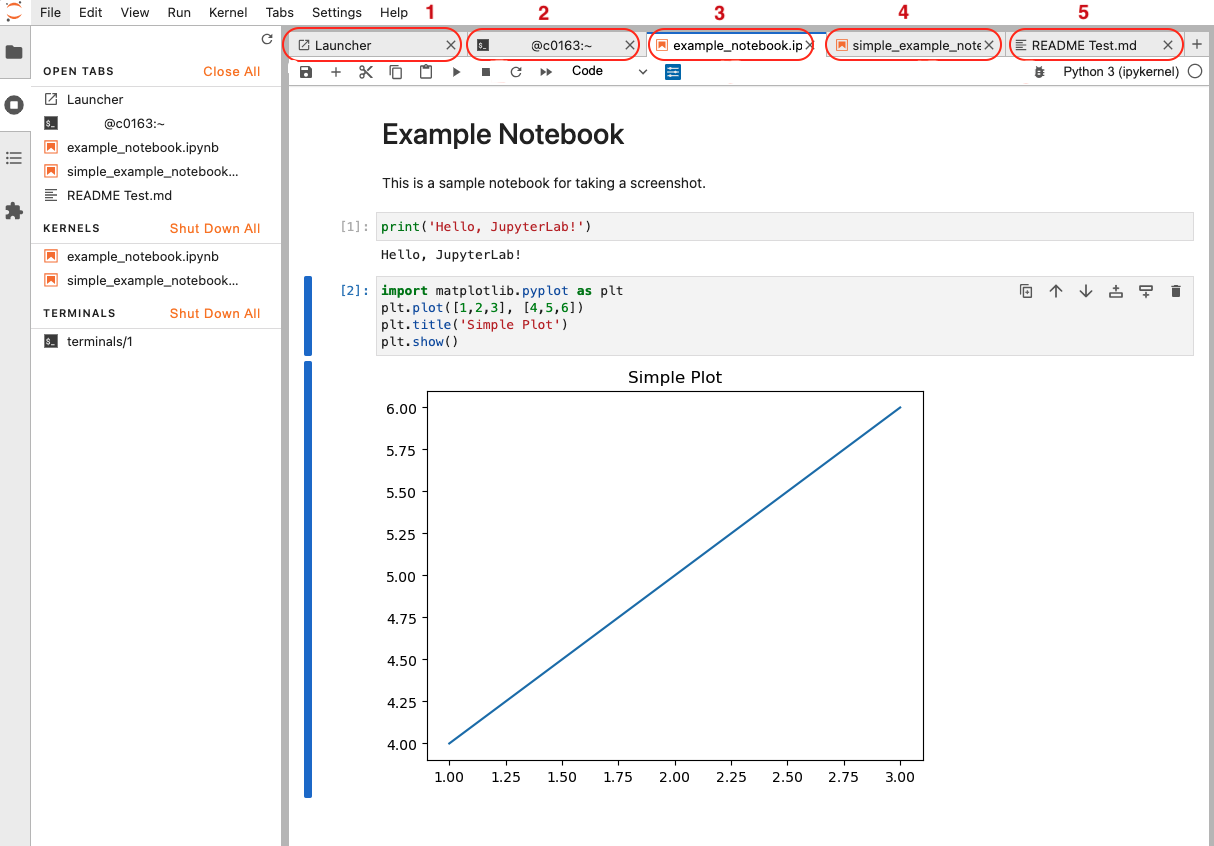 File Edit View Run Kernel Tabs Settings Help 1 2 3 4 5
Launcher @c0163:~ example_notebook.ip simple_example_note README Test.md
Code Python 3 (ipykernel)
OPEN TABS Close All
Launcher
@c0163:~
example_notebook.ipynb
simple_example_notebook...
README Test.md
KERNELS Shut Down All
example_notebook.ipynb
simple_example_notebook...
TERMINALS Shut Down All
terminals/1
Example Notebook
This is a sample notebook for taking a screenshot.
[1]: print('Hello, JupyterLab!')
Hello, JupyterLab!
[2]: import matplotlib.pyplot as plt
plt.plot([1,2,3], [4,5,6])
plt.title('Simple Plot')
plt.show()
Simple Plot
6.00
5.75
5.50
5.25
5.00
4.75
4.50
4.25
4.00
1.00 1.25 1.50 1.75 2.00 2.25 2.50 2.75 3.00